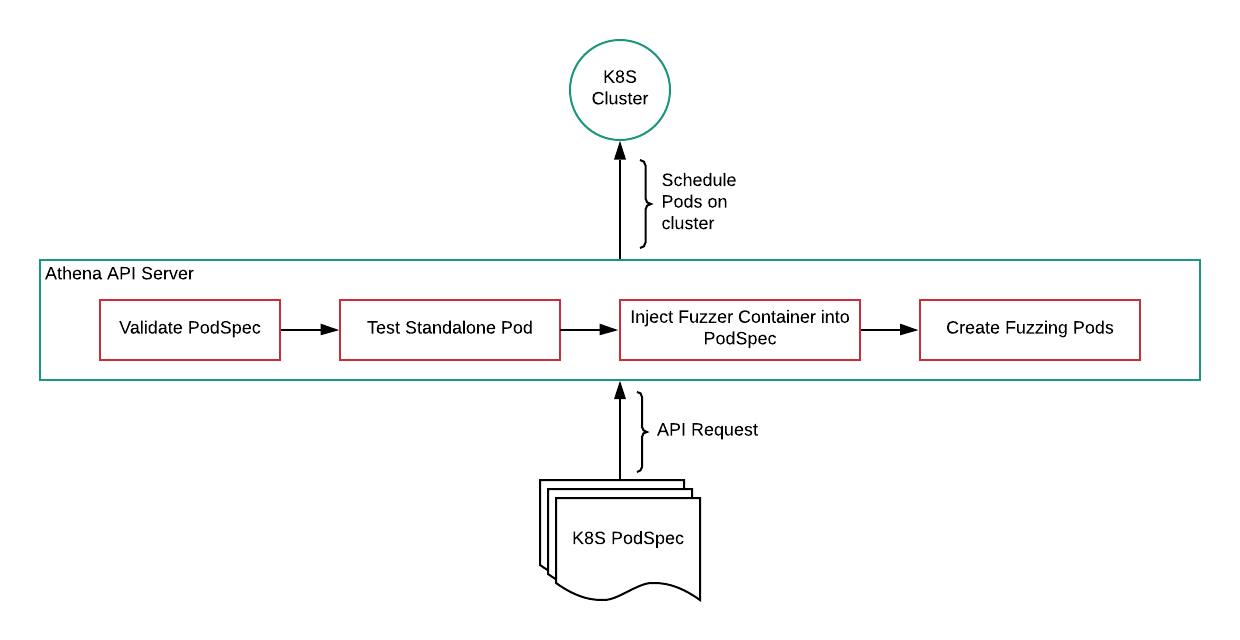 K8S
Cluster
Schedule
Pods on
cluster
Athena API Server
Validate PodSpec
Test Standalone Pod
Inject Fuzzer Container into
PodSpec
Create Fuzzing Pods
API Request
K8S PodSpec